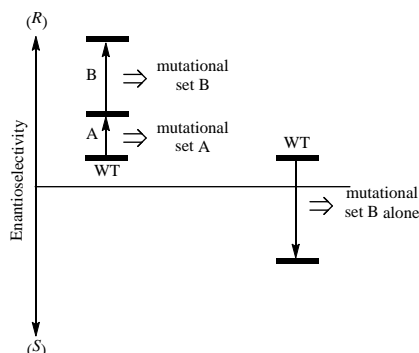 (R)
B
mutational
set B
A
mutational
set A
WT
WT
Enantioselectivity
mutational
set B alone
(S)